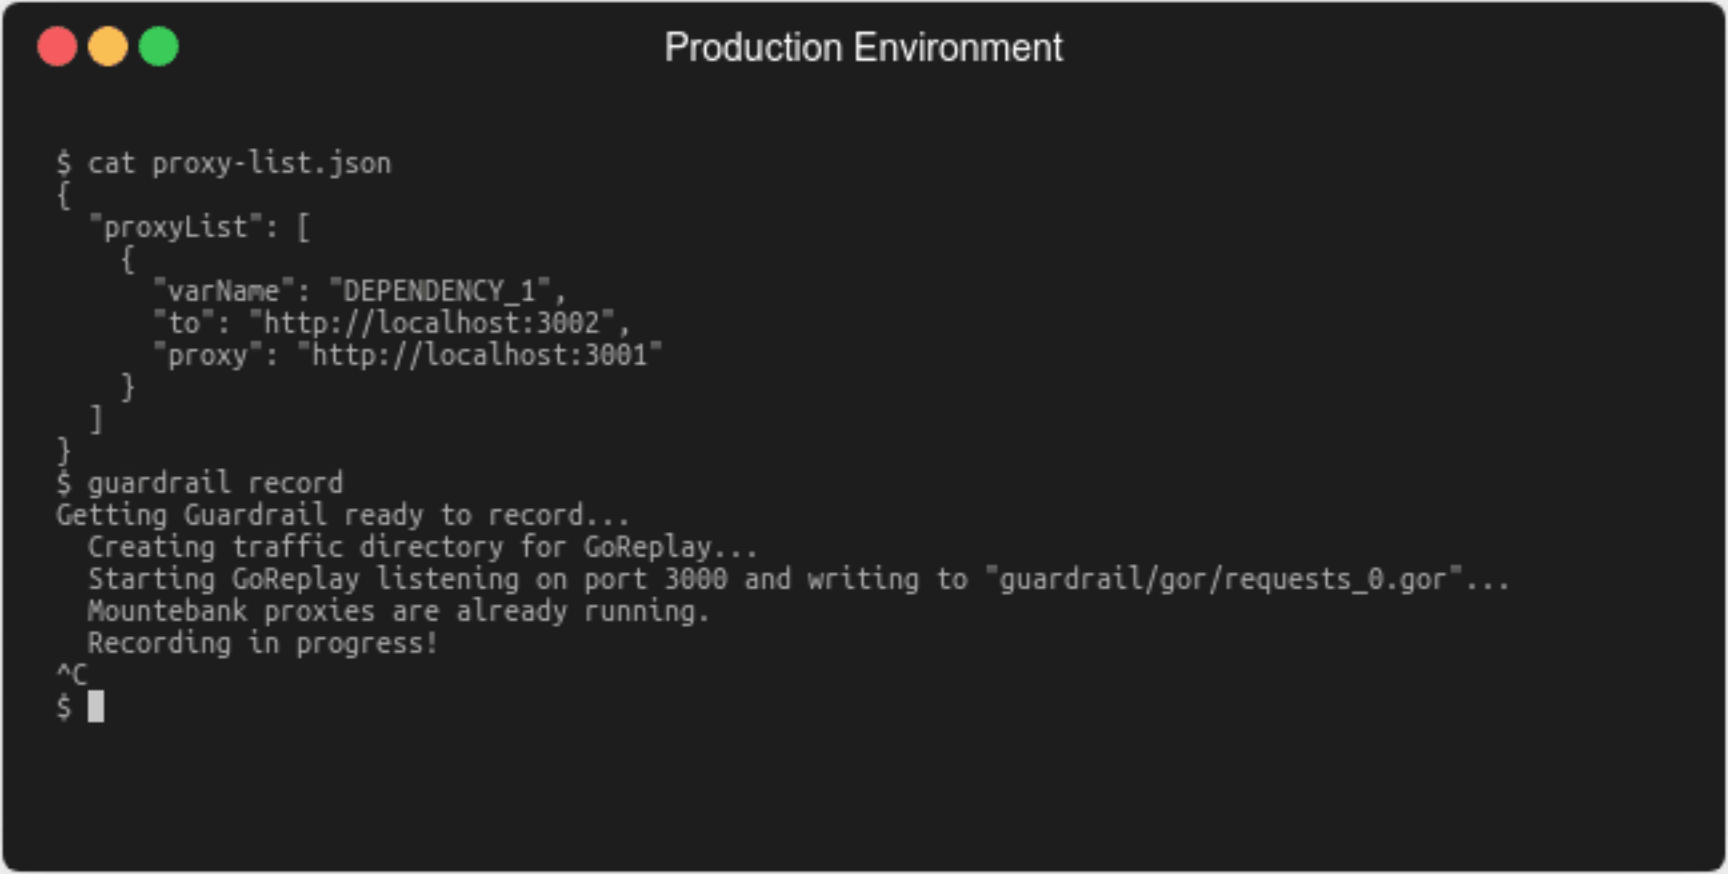 Production Environment
$ cat proxy-list.json
{
  "proxyList": [
    {
      "varName": "DEPENDENCY_1",
      "to": "http://localhost:3002",
      "proxy": "http://localhost:3001"
    }
  ]
}
$ guardrail record
Getting Guardrail ready to record...
  Creating traffic directory for GoReplay...
  Starting GoReplay listening on port 3000 and writing to "guardrail/gor/requests_0.gor"...
  Mountebank proxies are already running.
  Recording in progress!
^C
$